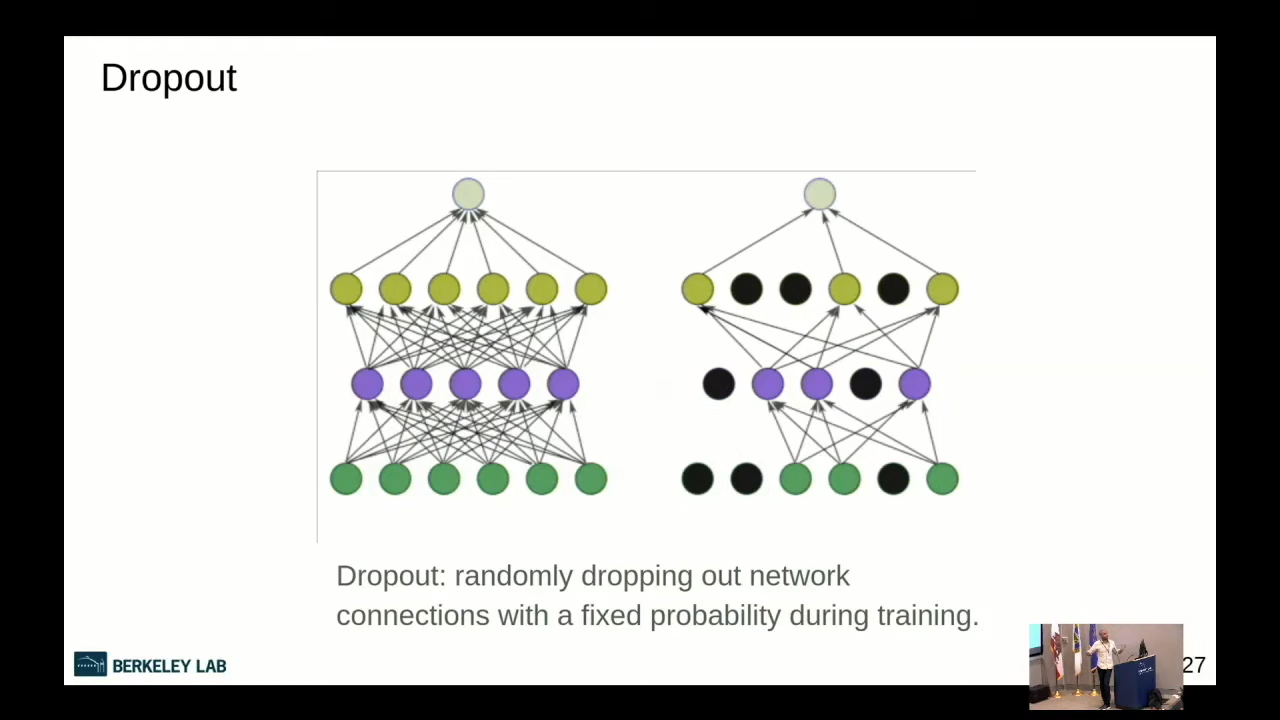 Dropout
Dropout: randomly dropping out network
connections with a fixed probability during training.
BERKELEY LAB
27